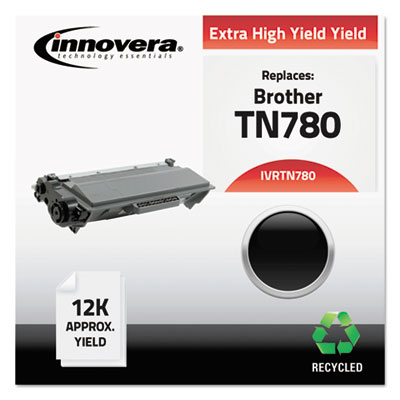 innovera
technology essentials
Extra High Yield Yield
Replaces:
Brother
TN780
IVRTN780
12K
APPROX.
YIELD
RECYCLED